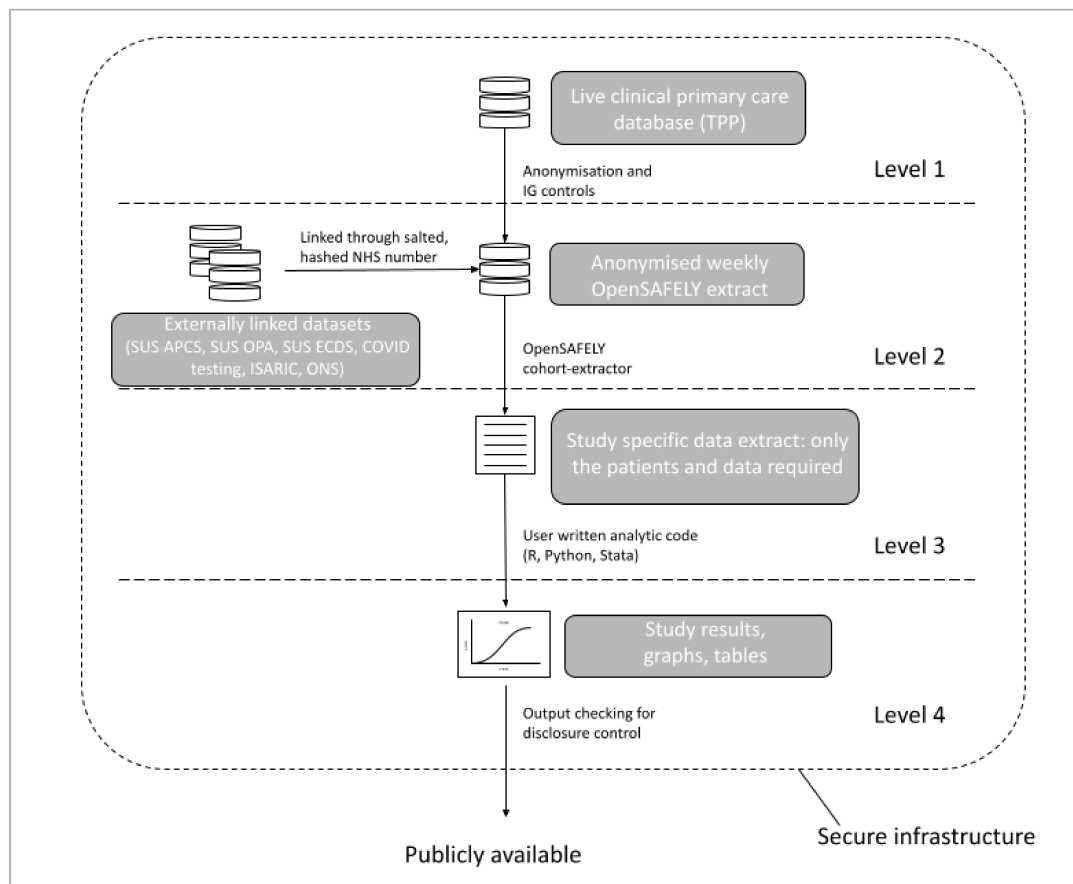 Live clinical primary care
database (TPP)
Level 1
Anonymisation and
IG controls
Linked through salted,
hashed NHS number
Anonymised weekly
OpenSAFELY extract
Externally linked datasets
(SUS APCS, SUS OPA, SUS ECDS, COVID
testing, ISARIC, ONS)
OpenSAFELY
cohort-extractor
Level 2
Study specific data extract: only
the patients and data required
User written analytic code
(R, Python, Stata)
Level 3
Study results,
graphs, tables
Output checking for
disclosure control
Level 4
Secure infrastructure
Publicly available